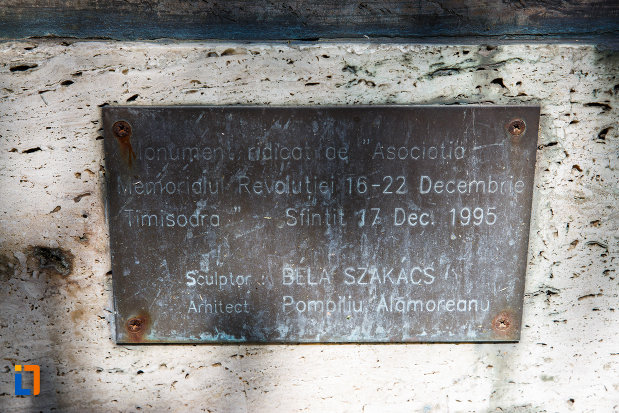 Monument ridicat de "Asociatia
Memorialul Revolutiei 16-22 Decembrie
Timisoara" - Sfintit 17 Dec. 1995
Sculptor : BELA SZAKACS
Arhitect Pompiliu Alamoreanu